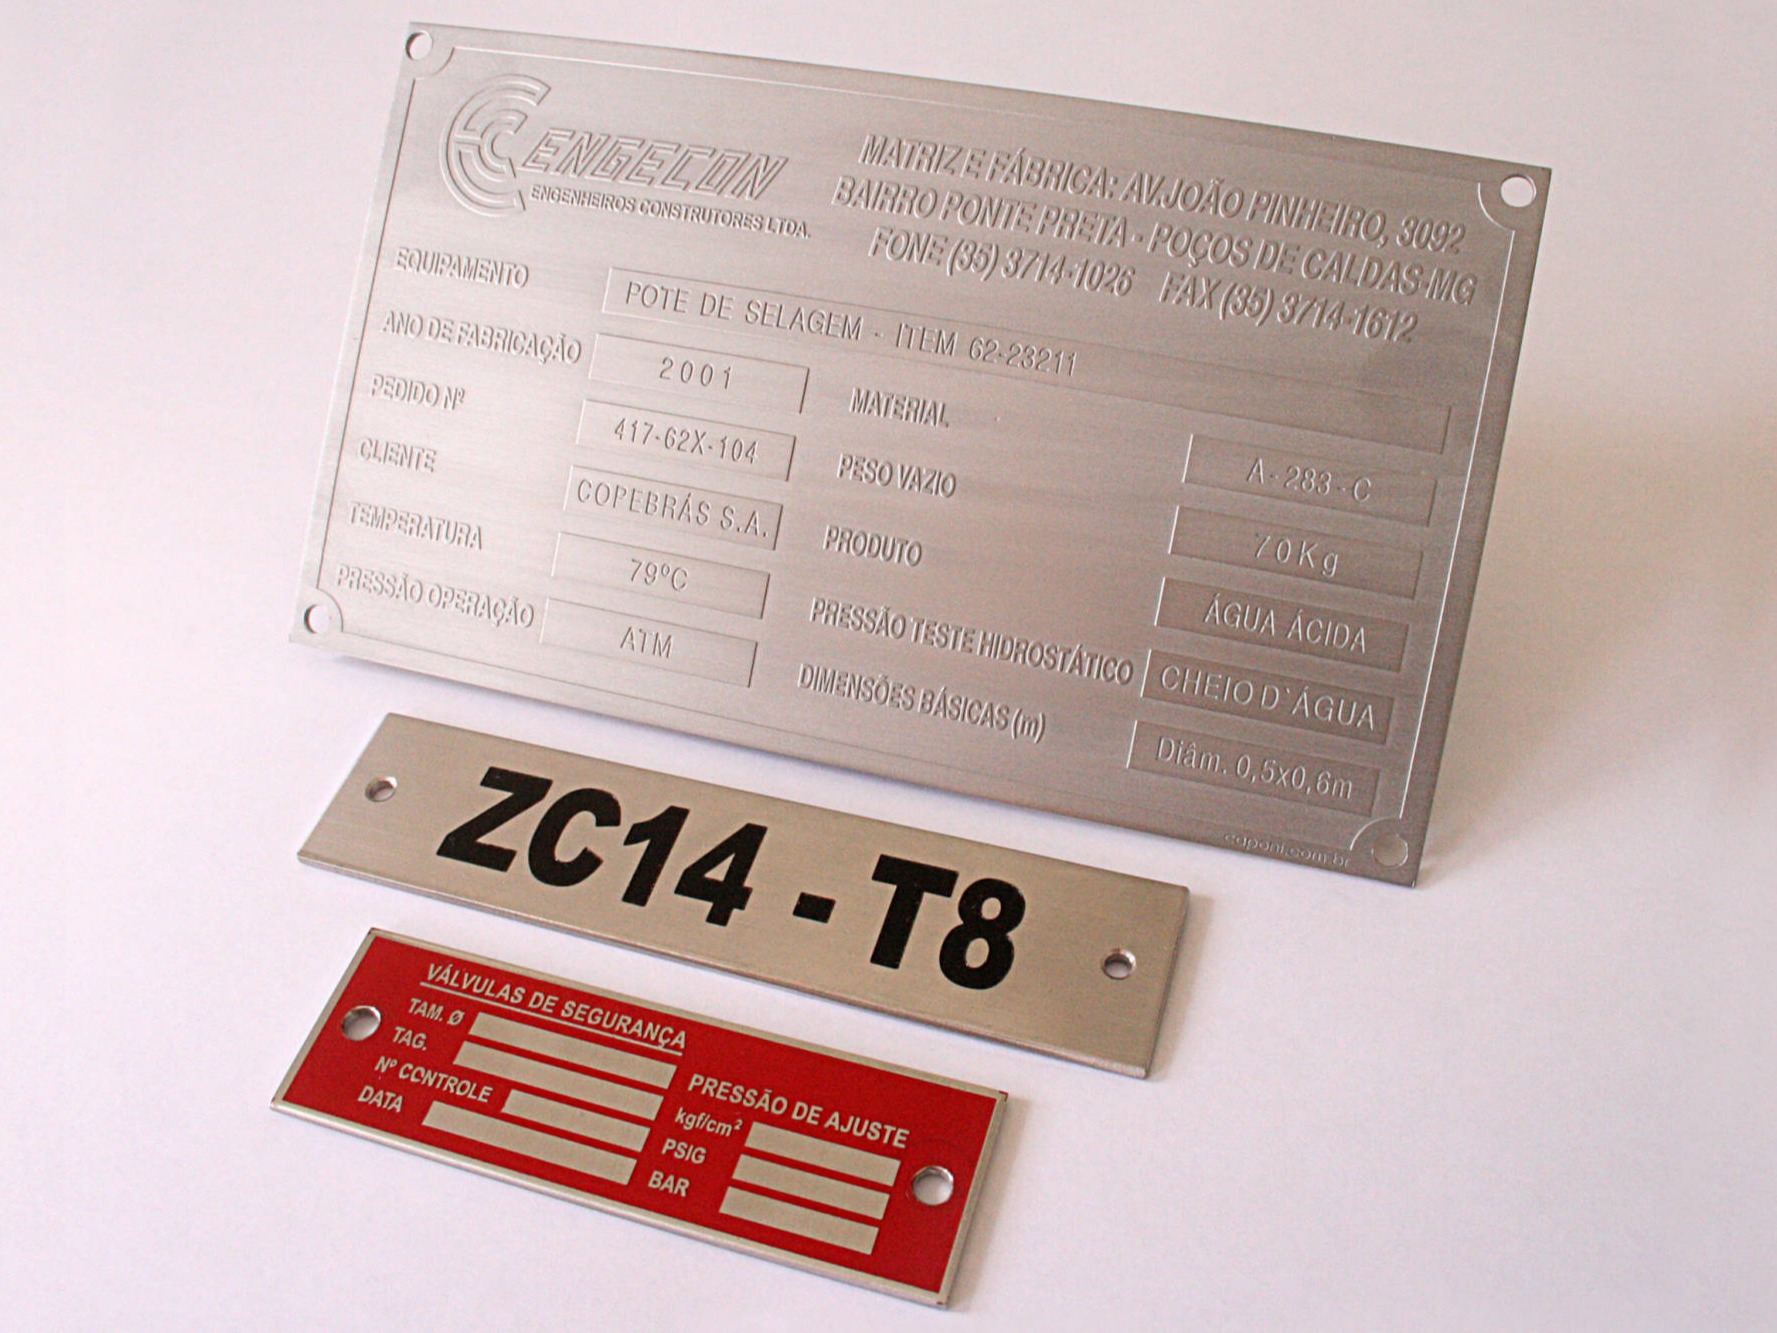 ENGECON
ENGENHEIROS CONSTRUTORES LTDA.
MATRIZ E FÁBRICA: AV.JOÃO PINHEIRO, 3092
BAIRRO PONTE PRETA - POÇOS DE CALDAS-MG
FONE (35) 3714-1026 FAX (35) 3714-1612
EQUIPAMENTO POTE DE SELAGEM - ITEM 62-23211
ANO DE FABRICAÇÃO 2001
PEDIDO Nº 417-62X-104
CLIENTE COPEBRÁS S.A.
TEMPERATURA 79ºC
PRESSÃO OPERAÇÃO ATM
MATERIAL A-283-C
PESO VAZIO 70Kg
PRODUTO ÁGUA ÁCIDA
PRESSÃO TESTE HIDROSTÁTICO CHEIO D`ÁGUA
DIMENSÕES BÁSICAS (m) Diâm. 0,5x0,6m
caponi.com.br
ZC14 - T8
VÁLVULAS DE SEGURANÇA
TAM. Ø
TAG.
Nº CONTROLE
DATA
PRESSÃO DE AJUSTE
kgf/cm²
PSIG
BAR